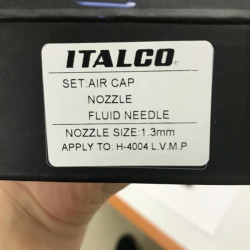 ITALCO®
SET:AIR CAP
NOZZLE
FLUID NEEDLE
NOZZLE SIZE:1.3mm
APPLY TO: H-4004 L.V.M.P